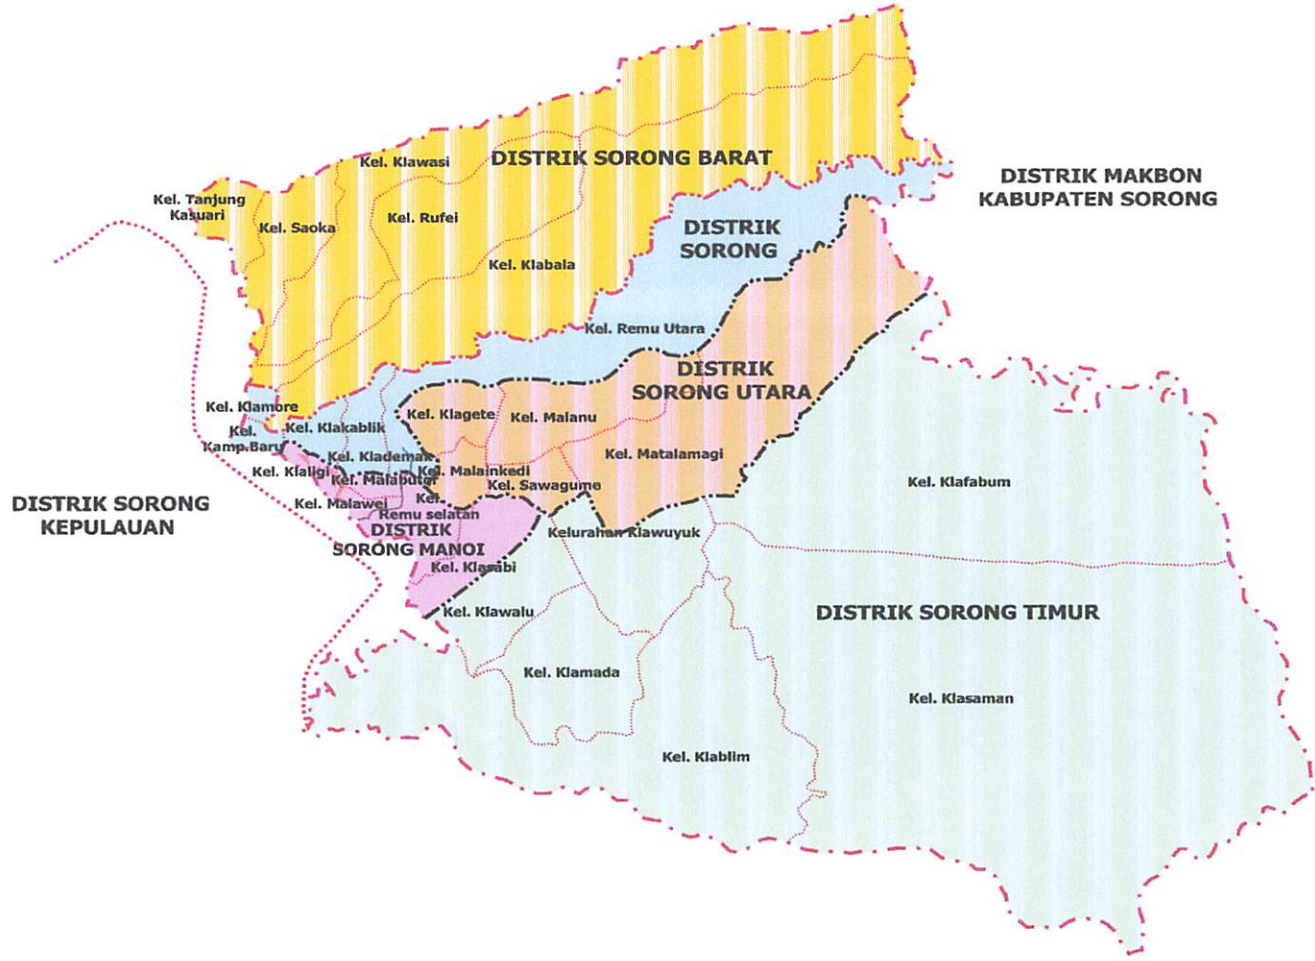 Kel. Klawasi
DISTRIK SORONG BARAT
DISTRIK MAKBON
KABUPATEN SORONG
Kel. Tanjung
Kasuari
Kel. Saoka
Kel. Rufei
DISTRIK
SORONG
Kel. Klabala
Kel. Remu Utara
DISTRIK
SORONG UTARA
Kel. Klamore
Kel. Klagete
Kel. Malanu
Kel.
Kamp.Baru
Kel. Klakablik
Kel. Klademak
Kel. Matalamagi
Kel. Klaligi
Kel. Malabutor
Kel. Malainkedi
Kel. Sawagumo
Kel. Klafabum
DISTRIK SORONG
KEPULAUAN
Kel. Malawei
Kel.
Remu selatan
DISTRIK
SORONG MANOI
Kelurahan Klawuyuk
Kel. Klasabi
Kel. Klawalu
DISTRIK SORONG TIMUR
Kel. Klamada
Kel. Klasaman
Kel. Klablim